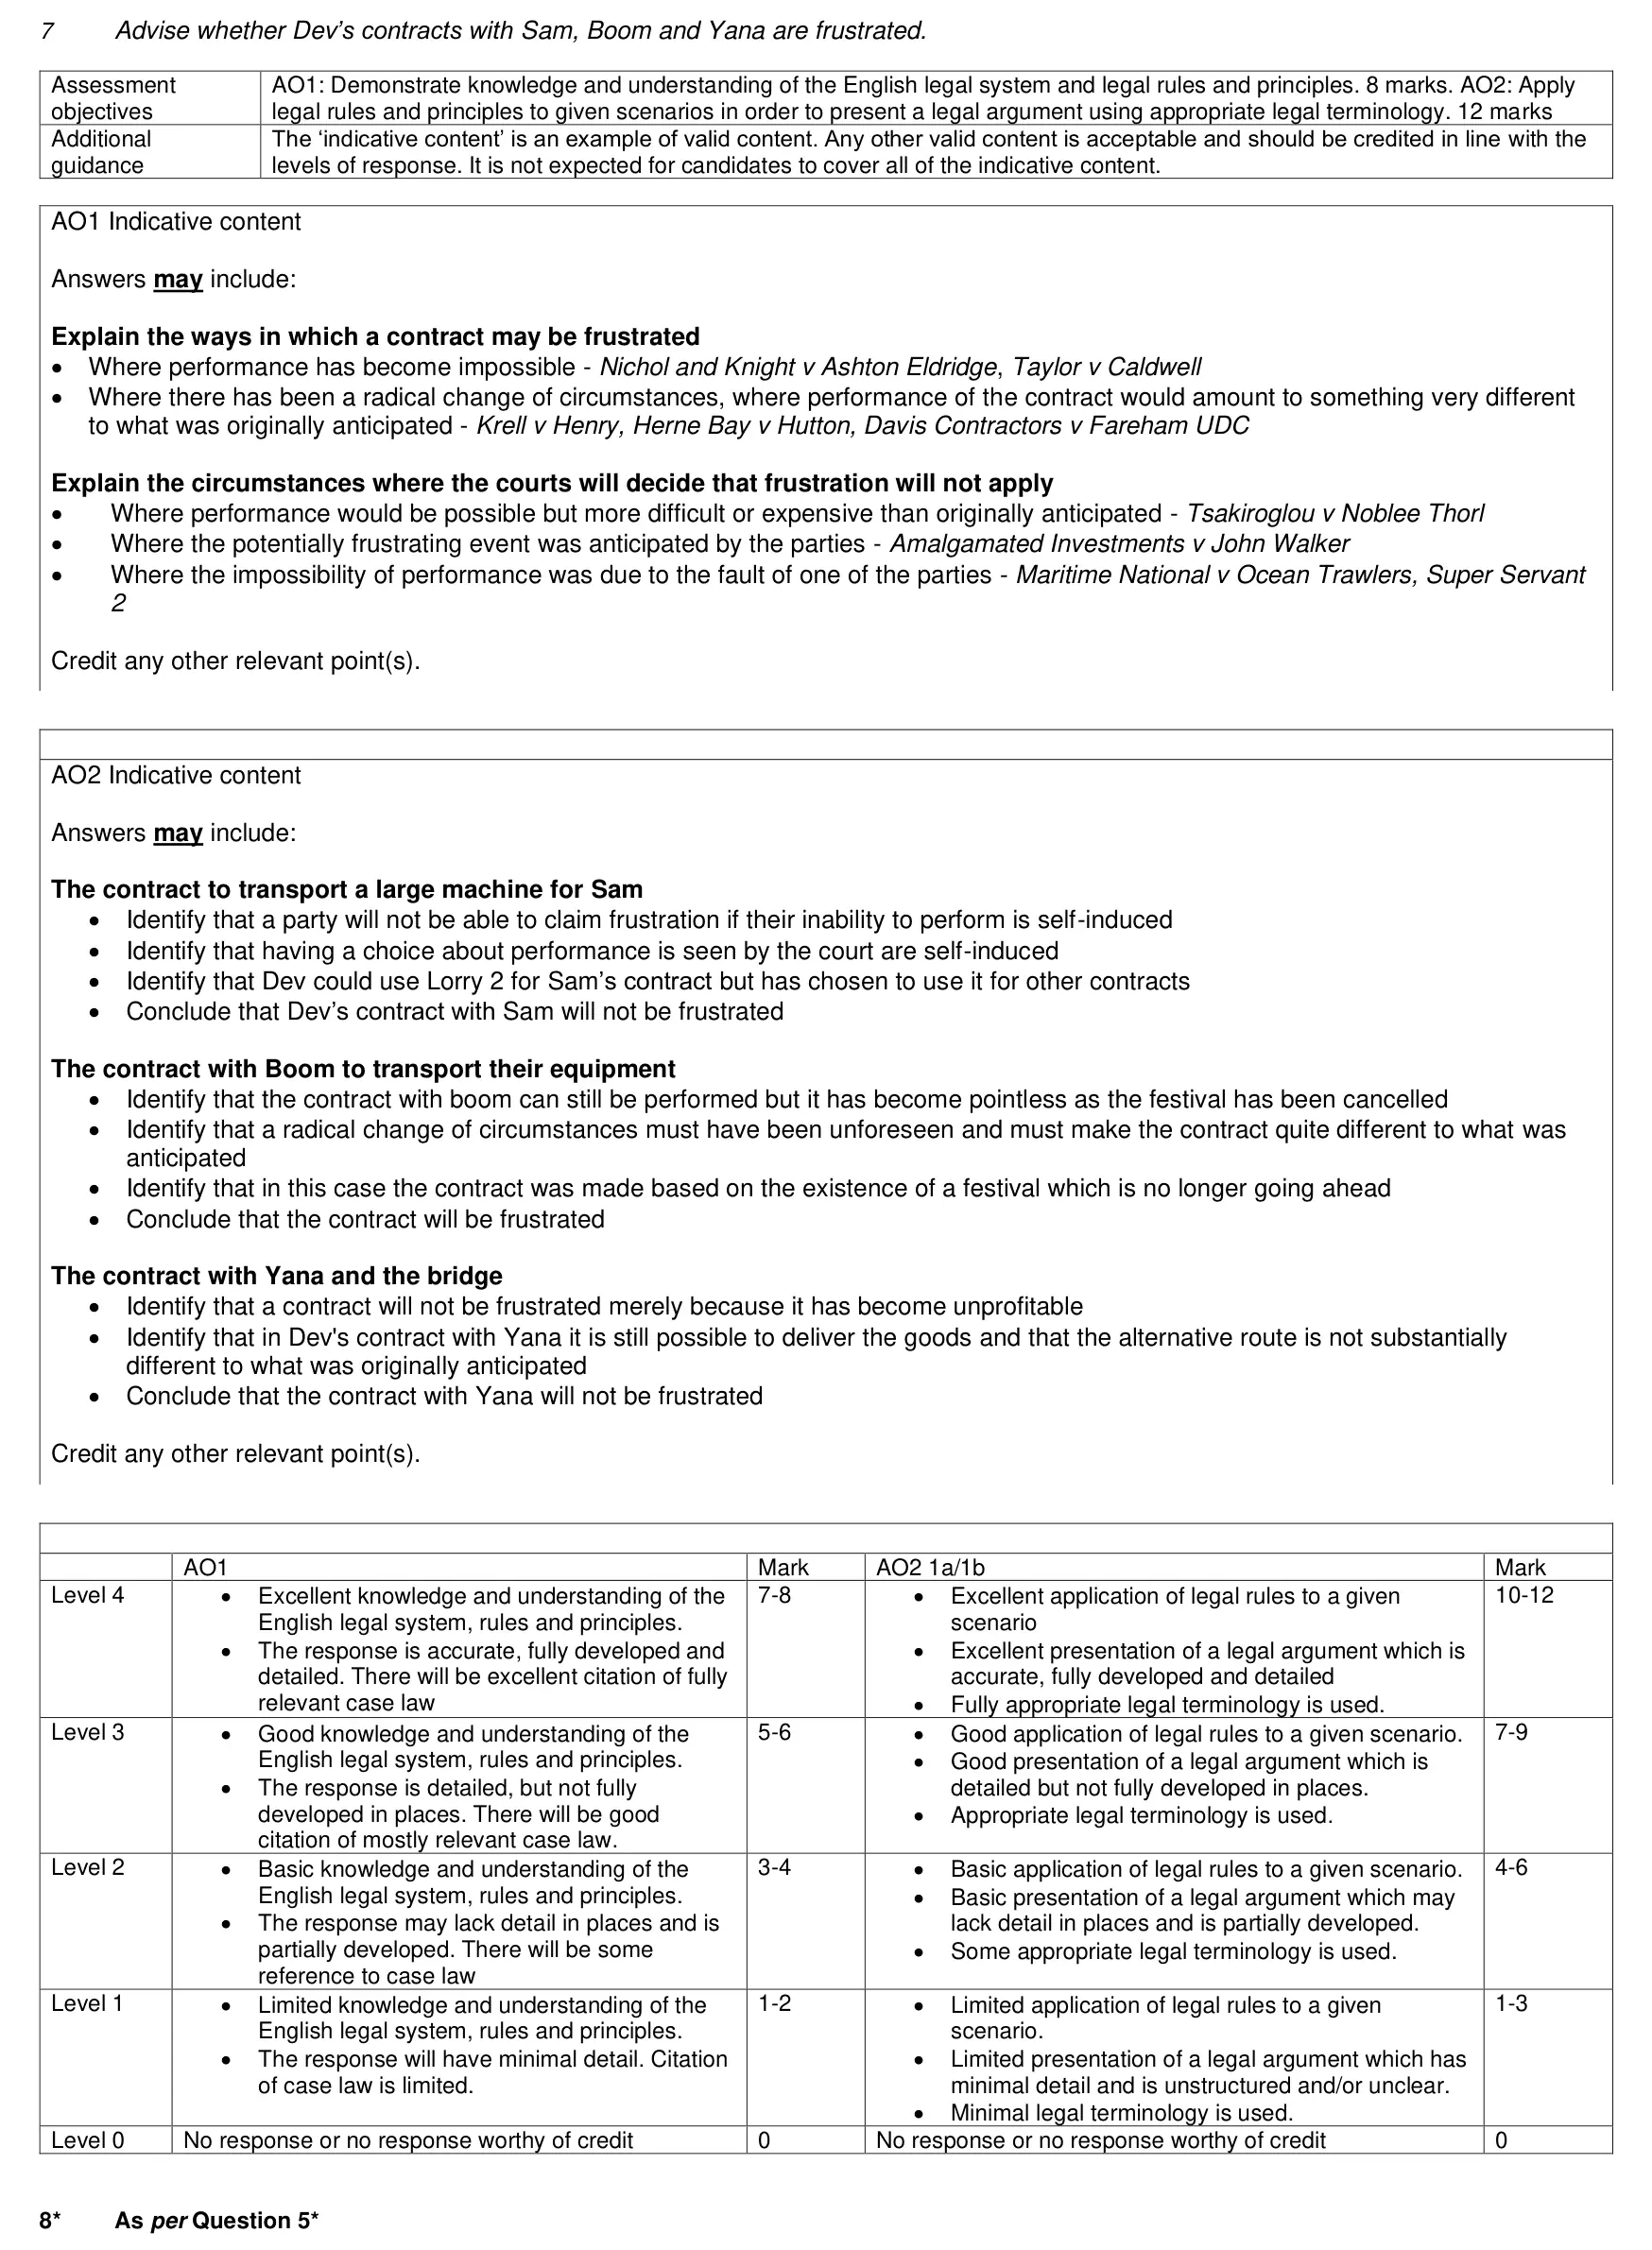 7 Advise whether Dev’s contracts with Sam, Boom and Yana are frustrated.
Assessment objectives
AO1: Demonstrate knowledge and understanding of the English legal system and legal rules and principles. 8 marks. AO2: Apply
legal rules and principles to given scenarios in order to present a legal argument using appropriate legal terminology. 12 marks
Additional guidance
The ‘indicative content’ is an example of valid content. Any other valid content is acceptable and should be credited in line with the
levels of response. It is not expected for candidates to cover all of the indicative content.
AO1 Indicative content
Answers may include:
Explain the ways in which a contract may be frustrated
• Where performance has become impossible - Nichol and Knight v Ashton Eldridge, Taylor v Caldwell
• Where there has been a radical change of circumstances, where performance of the contract would amount to something very different
to what was originally anticipated - Krell v Henry, Herne Bay v Hutton, Davis Contractors v Fareham UDC
Explain the circumstances where the courts will decide that frustration will not apply
• Where performance would be possible but more difficult or expensive than originally anticipated - Tsakiroglou v Noblee Thorl
• Where the potentially frustrating event was anticipated by the parties - Amalgamated Investments v John Walker
• Where the impossibility of performance was due to the fault of one of the parties - Maritime National v Ocean Trawlers, Super Servant
2
Credit any other relevant point(s).
AO2 Indicative content
Answers may include:
The contract to transport a large machine for Sam
• Identify that a party will not be able to claim frustration if their inability to perform is self-induced
• Identify that having a choice about performance is seen by the court are self-induced
• Identify that Dev could use Lorry 2 for Sam’s contract but has chosen to use it for other contracts
• Conclude that Dev’s contract with Sam will not be frustrated
The contract with Boom to transport their equipment
• Identify that the contract with boom can still be performed but it has become pointless as the festival has been cancelled
• Identify that a radical change of circumstances must have been unforeseen and must make the contract quite different to what was
anticipated
• Identify that in this case the contract was made based on the existence of a festival which is no longer going ahead
• Conclude that the contract will be frustrated
The contract with Yana and the bridge
• Identify that a contract will not be frustrated merely because it has become unprofitable
• Identify that in Dev's contract with Yana it is still possible to deliver the goods and that the alternative route is not substantially
different to what was originally anticipated
• Conclude that the contract with Yana will not be frustrated
Credit any other relevant point(s).
AO1 Mark AO2 1a/1b Mark
Level 4
• Excellent knowledge and understanding of the
English legal system, rules and principles.
• The response is accurate, fully developed and
detailed. There will be excellent citation of fully
relevant case law
7-8
• Excellent application of legal rules to a given
scenario
• Excellent presentation of a legal argument which is
accurate, fully developed and detailed
• Fully appropriate legal terminology is used.
10-12
Level 3
• Good knowledge and understanding of the
English legal system, rules and principles.
• The response is detailed, but not fully
developed in places. There will be good
citation of mostly relevant case law.
5-6
• Good application of legal rules to a given scenario.
• Good presentation of a legal argument which is
detailed but not fully developed in places.
• Appropriate legal terminology is used.
7-9
Level 2
• Basic knowledge and understanding of the
English legal system, rules and principles.
• The response may lack detail in places and is
partially developed. There will be some
reference to case law
3-4
• Basic application of legal rules to a given scenario.
• Basic presentation of a legal argument which may
lack detail in places and is partially developed.
• Some appropriate legal terminology is used.
4-6
Level 1
• Limited knowledge and understanding of the
English legal system, rules and principles.
• The response will have minimal detail. Citation
of case law is limited.
1-2
• Limited application of legal rules to a given
scenario.
• Limited presentation of a legal argument which has
minimal detail and is unstructured and/or unclear.
• Minimal legal terminology is used.
1-3
Level 0 No response or no response worthy of credit 0 No response or no response worthy of credit 0
8* As per Question 5*